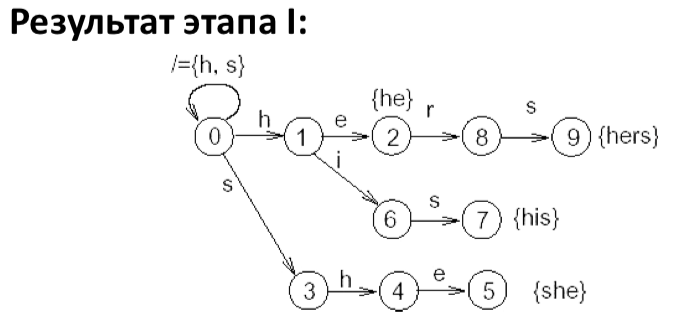 Результат этапа I:
/={h, s}
0 h 1 e 2 {he} r 8 s 9 {hers}
i
s
6 s 7 {his}
3 h 4 e 5 {she}